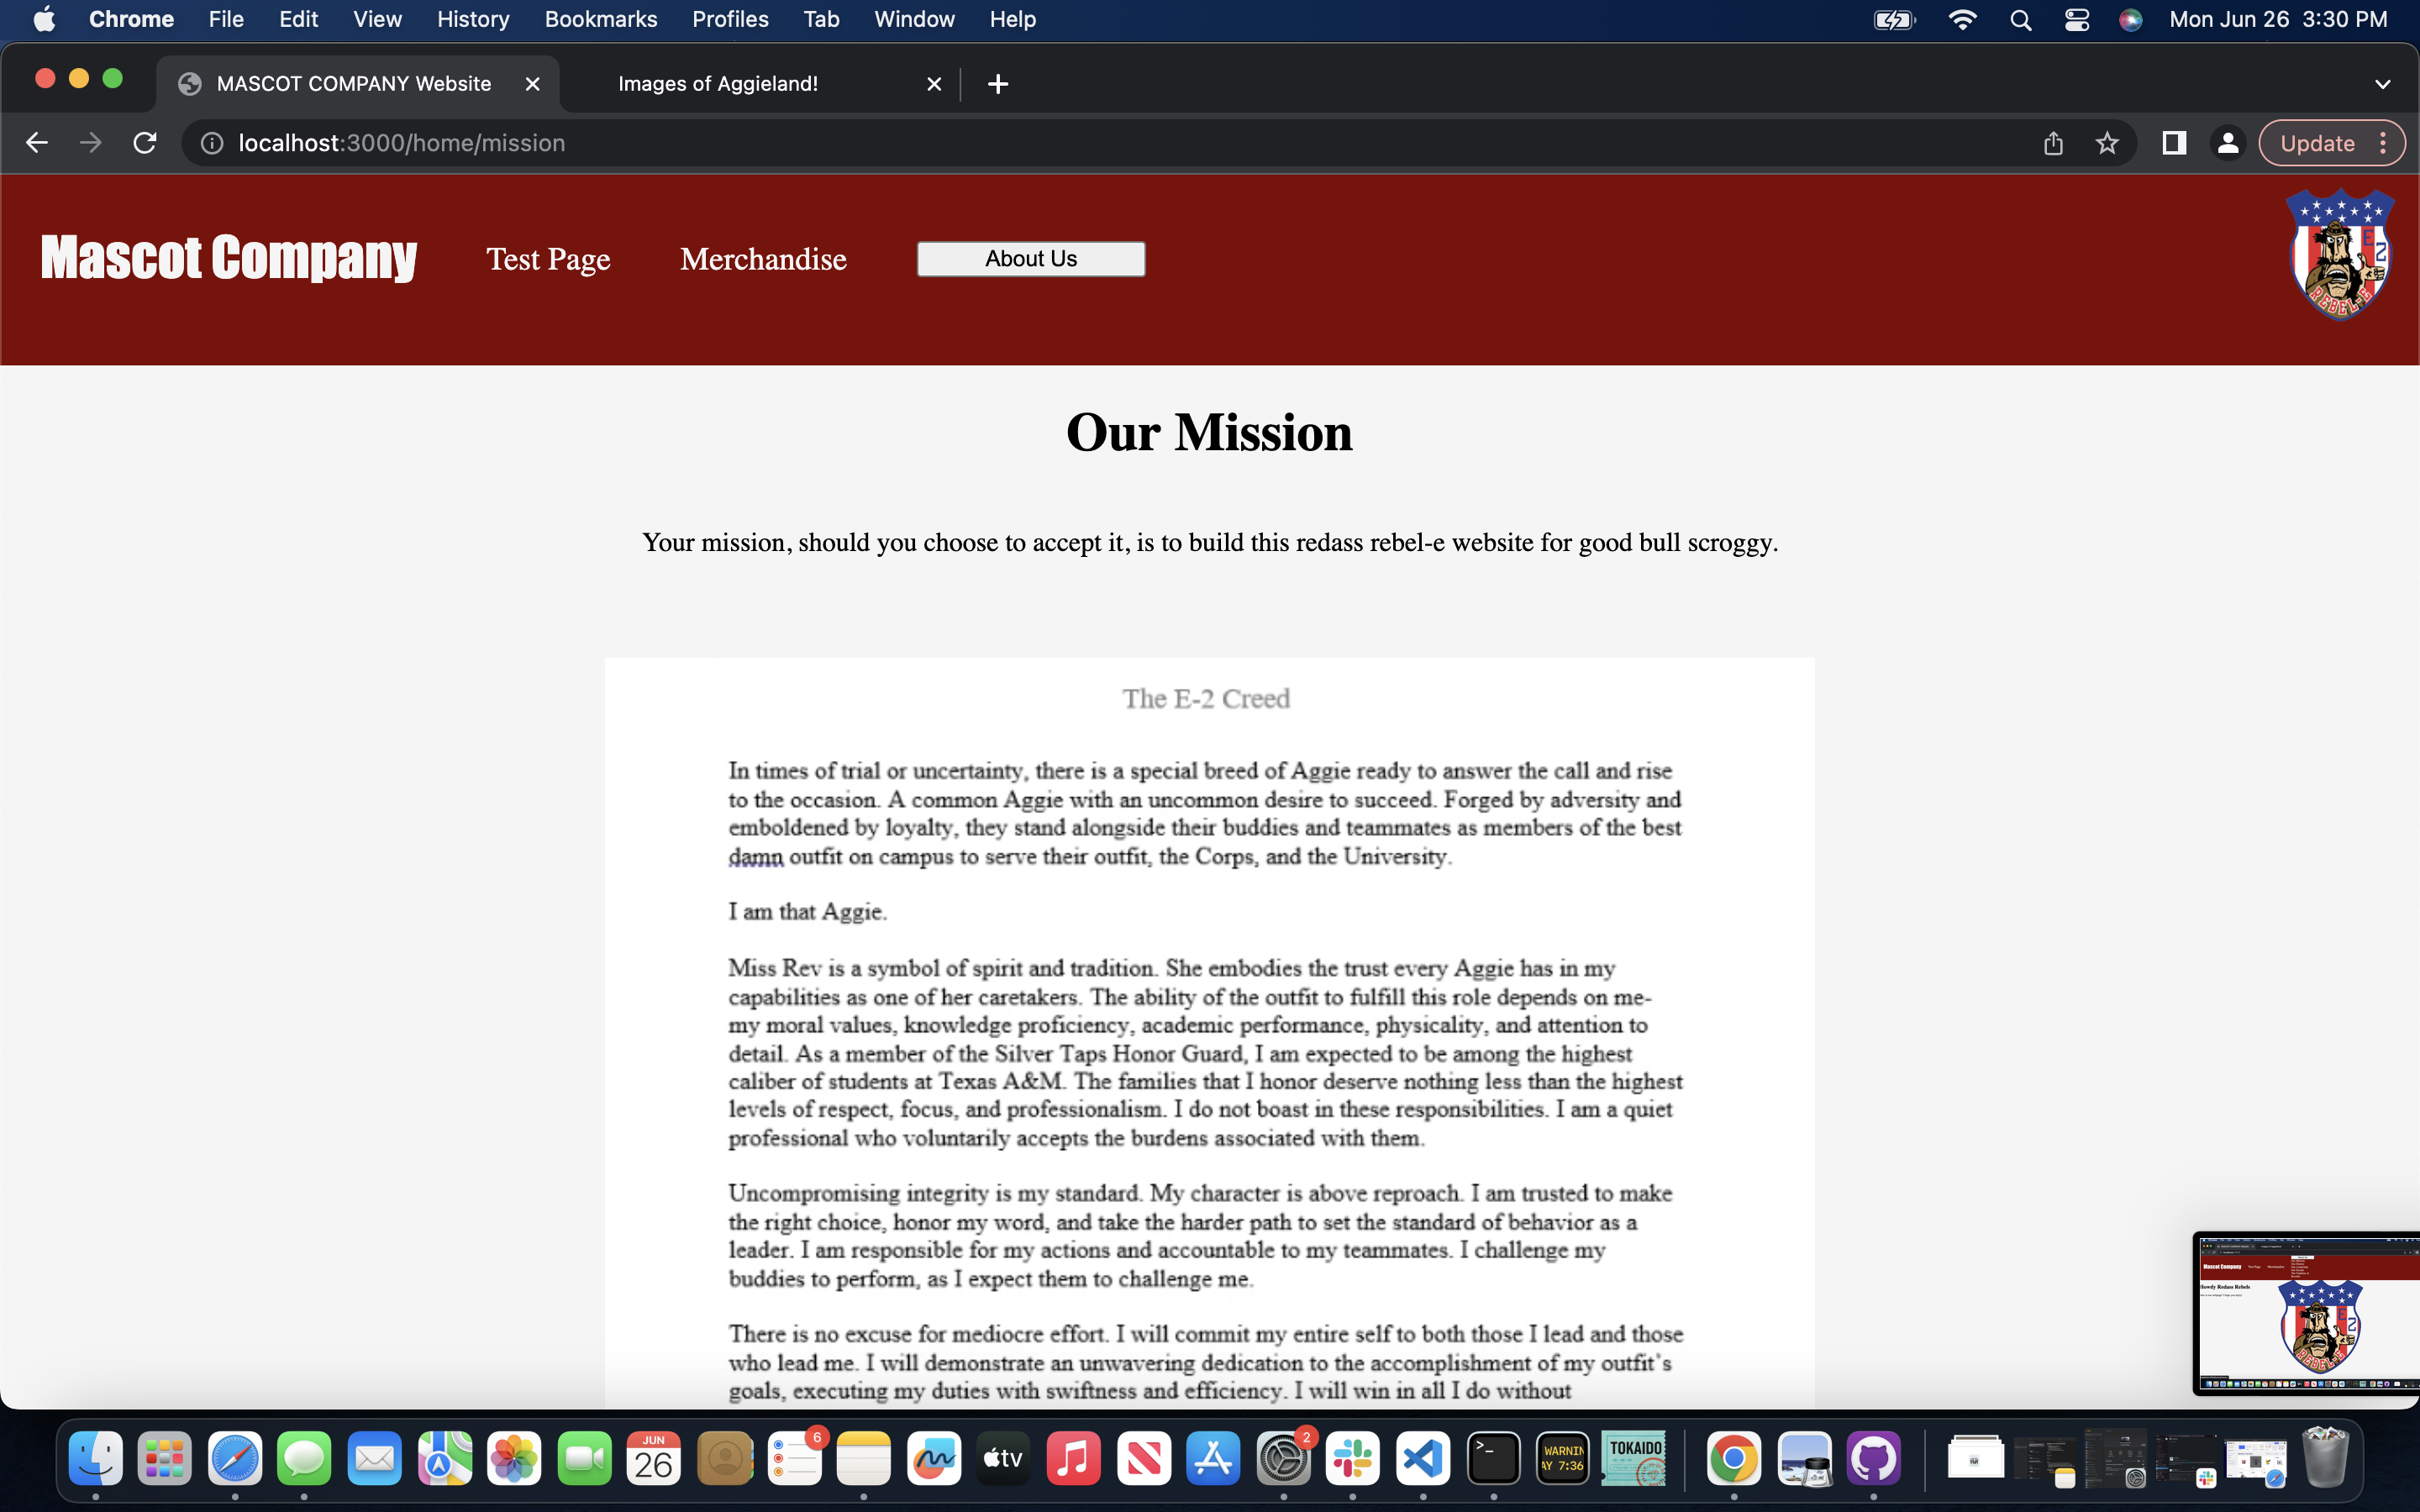 Chrome File Edit View History Bookmarks Profiles Tab Window Help Mon Jun 26 3:30 PM
MASCOT COMPANY Website Images of Aggieland!
localhost:3000/home/mission Update
Mascot Company Test Page Merchandise About Us
E2
REBEL-E
Our Mission
Your mission, should you choose to accept it, is to build this redass rebel-e website for good bull scroggy.
The E-2 Creed
In times of trial or uncertainty, there is a special breed of Aggie ready to answer the call and rise
to the occasion. A common Aggie with an uncommon desire to succeed. Forged by adversity and
emboldened by loyalty, they stand alongside their buddies and teammates as members of the best
damn outfit on campus to serve their outfit, the Corps, and the University.
I am that Aggie.
Miss Rev is a symbol of spirit and tradition. She embodies the trust every Aggie has in my
capabilities as one of her caretakers. The ability of the outfit to fulfill this role depends on me-
my moral values, knowledge proficiency, academic performance, physicality, and attention to
detail. As a member of the Silver Taps Honor Guard, I am expected to be among the highest
caliber of students at Texas A&M. The families that I honor deserve nothing less than the highest
levels of respect, focus, and professionalism. I do not boast in these responsibilities. I am a quiet
professional who voluntarily accepts the burdens associated with them.
Uncompromising integrity is my standard. My character is above reproach. I am trusted to make
the right choice, honor my word, and take the harder path to set the standard of behavior as a
leader. I am responsible for my actions and accountable to my teammates. I challenge my
buddies to perform, as I expect them to challenge me.
There is no excuse for mediocre effort. I will commit my entire self to both those I lead and those
who lead me. I will demonstrate an unwavering dedication to the accomplishment of my outfit's
goals, executing my duties with swiftness and efficiency. I will win in all I do without
Mascot Company Test Page Merchandise
Howdy Redass Rebels
E2
REBEL-E
JUN
26
6
tv
2
WARNIN
AY 7:36
TOKAIDO